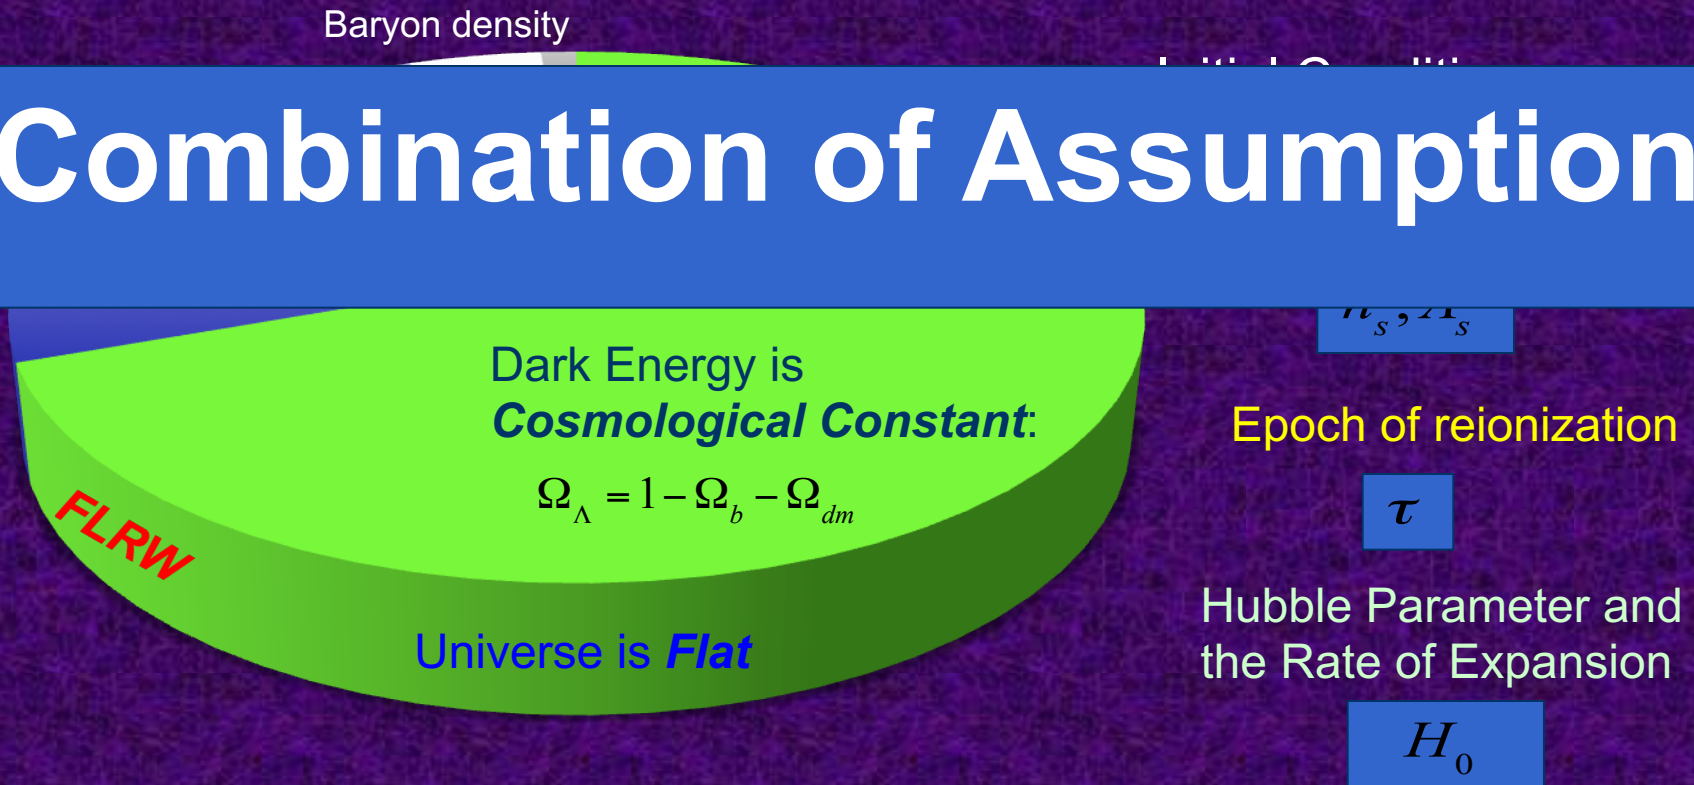 Baryon density
Combination of Assumption
Dark Energy is
Cosmological Constant:
Ω_Λ = 1 − Ω_b − Ω_dm
FLRW
Universe is Flat
Epoch of reionization
τ
Hubble Parameter and
the Rate of Expansion
H_0